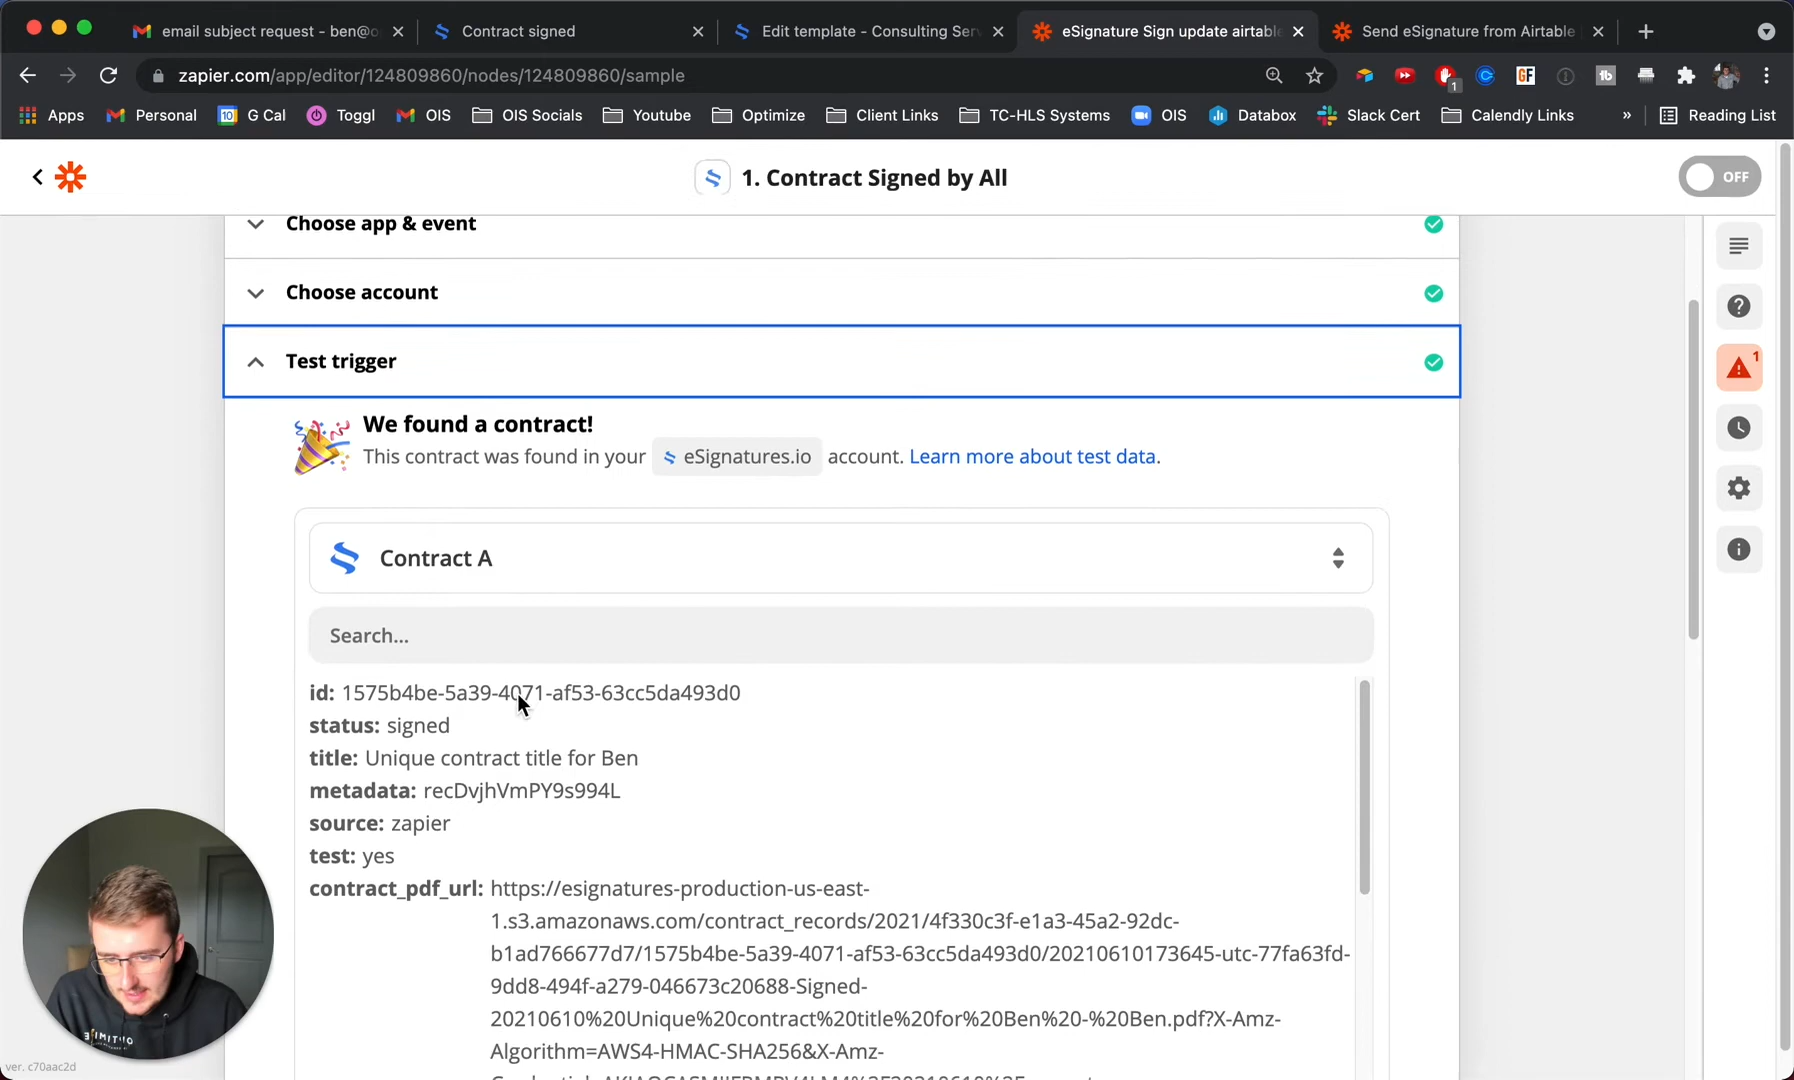 email subject request - ben@o
Contract signed
Edit template - Consulting Serv
eSignature Sign update airtable
Send eSignature from Airtable
zapier.com/app/editor/124809860/nodes/124809860/sample
1
GF
tb
Apps
Personal
10
G Cal
Toggl
OIS
OIS Socials
Youtube
Optimize
Client Links
TC-HLS Systems
OIS
Databox
Slack Cert
Calendly Links
»
Reading List
1. Contract Signed by All
OFF
Choose app & event
Choose account
1
Test trigger
We found a contract!
This contract was found in your eSignatures.io account. Learn more about test data.
Contract A
Search...
id: 1575b4be-5a39-4071-af53-63cc5da493d0
status: signed
title: Unique contract title for Ben
metadata: recDvjhVmPY9s994L
source: zapier
test: yes
contract_pdf_url: https://esignatures-production-us-east-
1.s3.amazonaws.com/contract_records/2021/4f330c3f-e1a3-45a2-92dc-
b1ad766677d7/1575b4be-5a39-4071-af53-63cc5da493d0/20210610173645-utc-77fa63fd-
9dd8-494f-a279-046673c20688-Signed-
20210610%20Unique%20contract%20title%20for%20Ben%20-%20Ben.pdf?X-Amz-
Algorithm=AWS4-HMAC-SHA256&X-Amz-
ver. c70aac2d